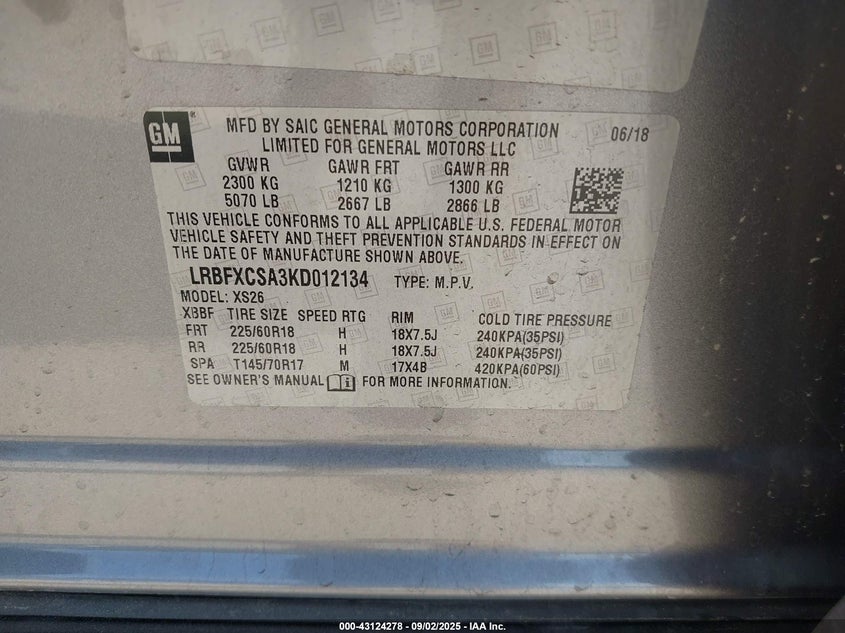 GM
MFD BY SAIC GENERAL MOTORS CORPORATION 06/18
LIMITED FOR GENERAL MOTORS LLC
GVWR GAWR FRT GAWR RR
2300 KG 1210 KG 1300 KG
5070 LB 2667 LB 2866 LB
THIS VEHICLE CONFORMS TO ALL APPLICABLE U.S. FEDERAL MOTOR
VEHICLE SAFETY AND THEFT PREVENTION STANDARDS IN EFFECT ON
THE DATE OF MANUFACTURE SHOWN ABOVE.
LRBFXCSA3KD012134 TYPE: M.P.V.
MODEL: XS26
XBBF TIRE SIZE SPEED RTG RIM COLD TIRE PRESSURE
FRT 225/60R18 H 18X7.5J 240KPA(35PSI)
RR 225/60R18 H 18X7.5J 240KPA(35PSI)
SPA T145/70R17 M 17X4B 420KPA(60PSI)
SEE OWNER'S MANUAL FOR MORE INFORMATION.
000-43124278 - 09/02/2025 - IAA Inc.